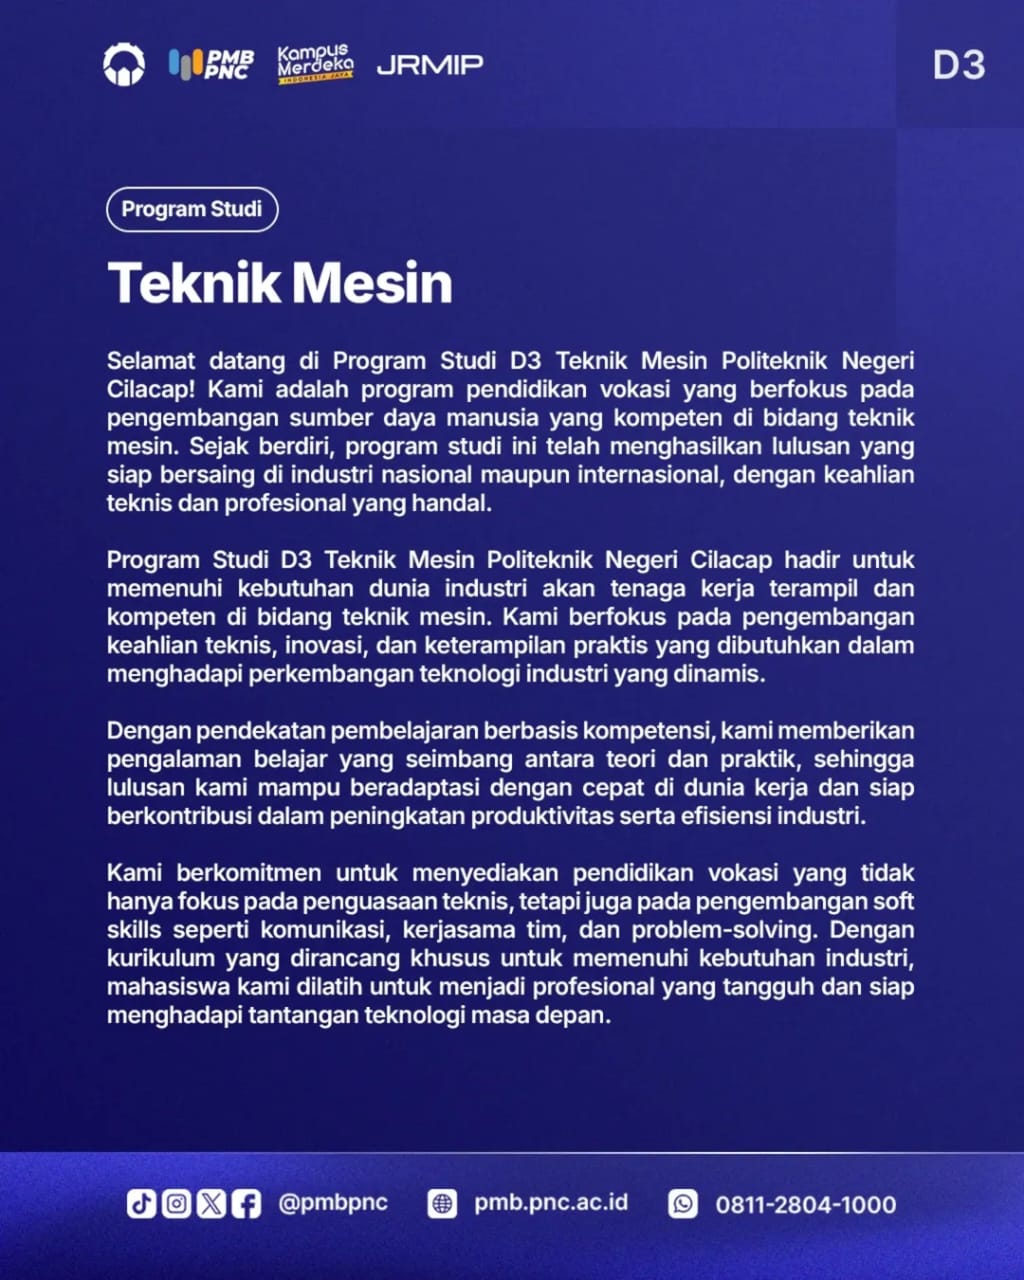 PMB
PNC
Kampus
Merdeka
INDONESIA JAYA
JRMIP
D3
Program Studi
Teknik Mesin
Selamat datang di Program Studi D3 Teknik Mesin Politeknik Negeri
Cilacap! Kami adalah program pendidikan vokasi yang berfokus pada
pengembangan sumber daya manusia yang kompeten di bidang teknik
mesin. Sejak berdiri, program studi ini telah menghasilkan lulusan yang
siap bersaing di industri nasional maupun internasional, dengan keahlian
teknis dan profesional yang handal.
Program Studi D3 Teknik Mesin Politeknik Negeri Cilacap hadir untuk
memenuhi kebutuhan dunia industri akan tenaga kerja terampil dan
kompeten di bidang teknik mesin. Kami berfokus pada pengembangan
keahlian teknis, inovasi, dan keterampilan praktis yang dibutuhkan dalam
menghadapi perkembangan teknologi industri yang dinamis.
Dengan pendekatan pembelajaran berbasis kompetensi, kami memberikan
pengalaman belajar yang seimbang antara teori dan praktik, sehingga
lulusan kami mampu beradaptasi dengan cepat di dunia kerja dan siap
berkontribusi dalam peningkatan produktivitas serta efisiensi industri.
Kami berkomitmen untuk menyediakan pendidikan vokasi yang tidak
hanya fokus pada penguasaan teknis, tetapi juga pada pengembangan soft
skills seperti komunikasi, kerjasama tim, dan problem-solving. Dengan
kurikulum yang dirancang khusus untuk memenuhi kebutuhan industri,
mahasiswa kami dilatih untuk menjadi profesional yang tangguh dan siap
menghadapi tantangan teknologi masa depan.
@pmbpnc
pmb.pnc.ac.id
0811-2804-1000